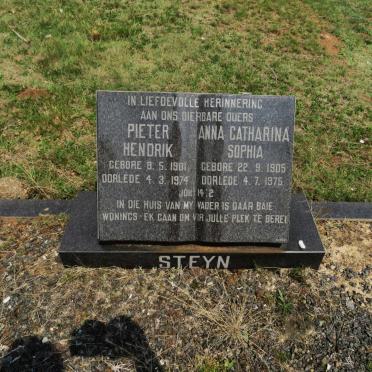 IN LIEFDEVOLLE HERINNERING
AAN ONS DIERBARE OUERS
PIETER HENDRIK
GEBORE 9. 5. 1901
OORLEDE 4. 3. 1974
ANNA CATHARINA SOPHIA
GEBORE 22. 9. 1905
OORLEDE 4. 7. 1975
JOH 14:2
IN DIE HUIS VAN MY VADER IS DAAR BAIE
WONINGS - EK GAAN OM VIR JULLE PLEK TE BEREI
STEYN